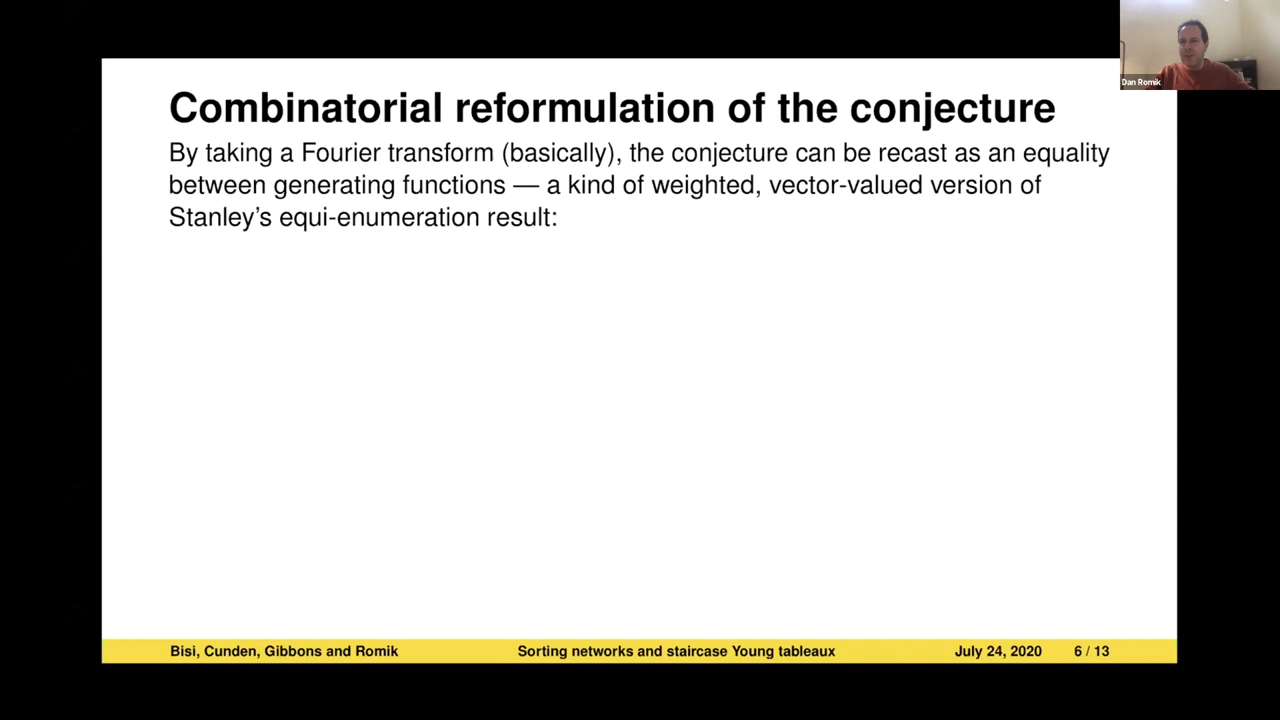 Dan Romik
Combinatorial reformulation of the conjecture
By taking a Fourier transform (basically), the conjecture can be recast as an equality
between generating functions — a kind of weighted, vector-valued version of
Stanley’s equi-enumeration result:
Bisi, Cunden, Gibbons and Romik Sorting networks and staircase Young tableaux July 24, 2020 6 / 13